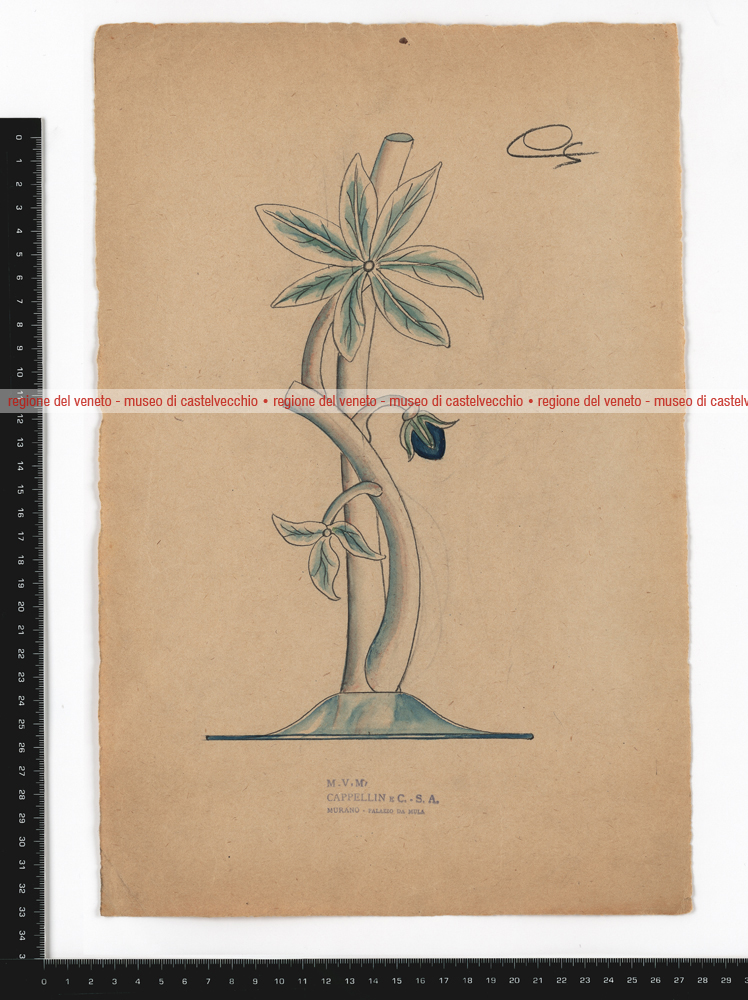 regione del veneto - museo di castelvecchio • regione del veneto - museo di castelvecchio • regione del veneto - museo di castelv
M.V.M.
CAPPELLIN E C. - S. A.
MURANO - PALAZZO DA MULA
0 1 2 3 4 5 6 7 8 9 10 11 12 13 14 15 16 17 18 19 20 21 22 23 24 25 26 27 28 29 30 31 32 33 34 3
0 1 2 3 4 5 6 7 8 9 10 11 12 13 14 15 16 17 18 19 20 21 22 23 24 25 26 27 28 29